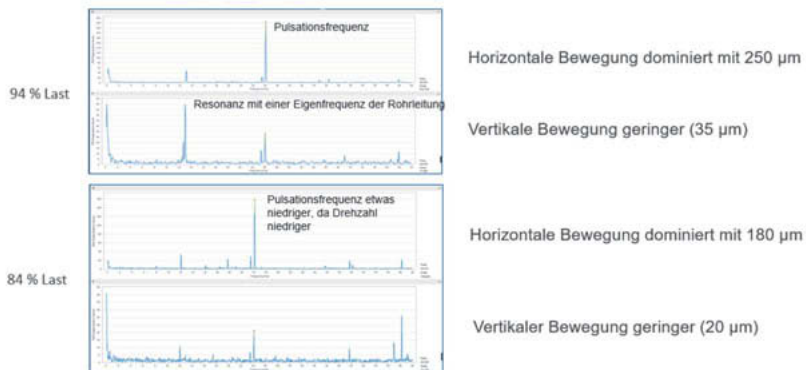 Pulsationsfrequenz
Horizontale Bewegung dominiert mit 250 µm
94 % Last
Resonanz mit einer Eigenfrequenz der Rohrleitung
Vertikale Bewegung geringer (35 µm)
Pulsationsfrequenz etwas
niedriger, da Drehzahl
niedriger
Horizontale Bewegung dominiert mit 180 µm
84 % Last
Vertikaler Bewegung geringer (20 µm)